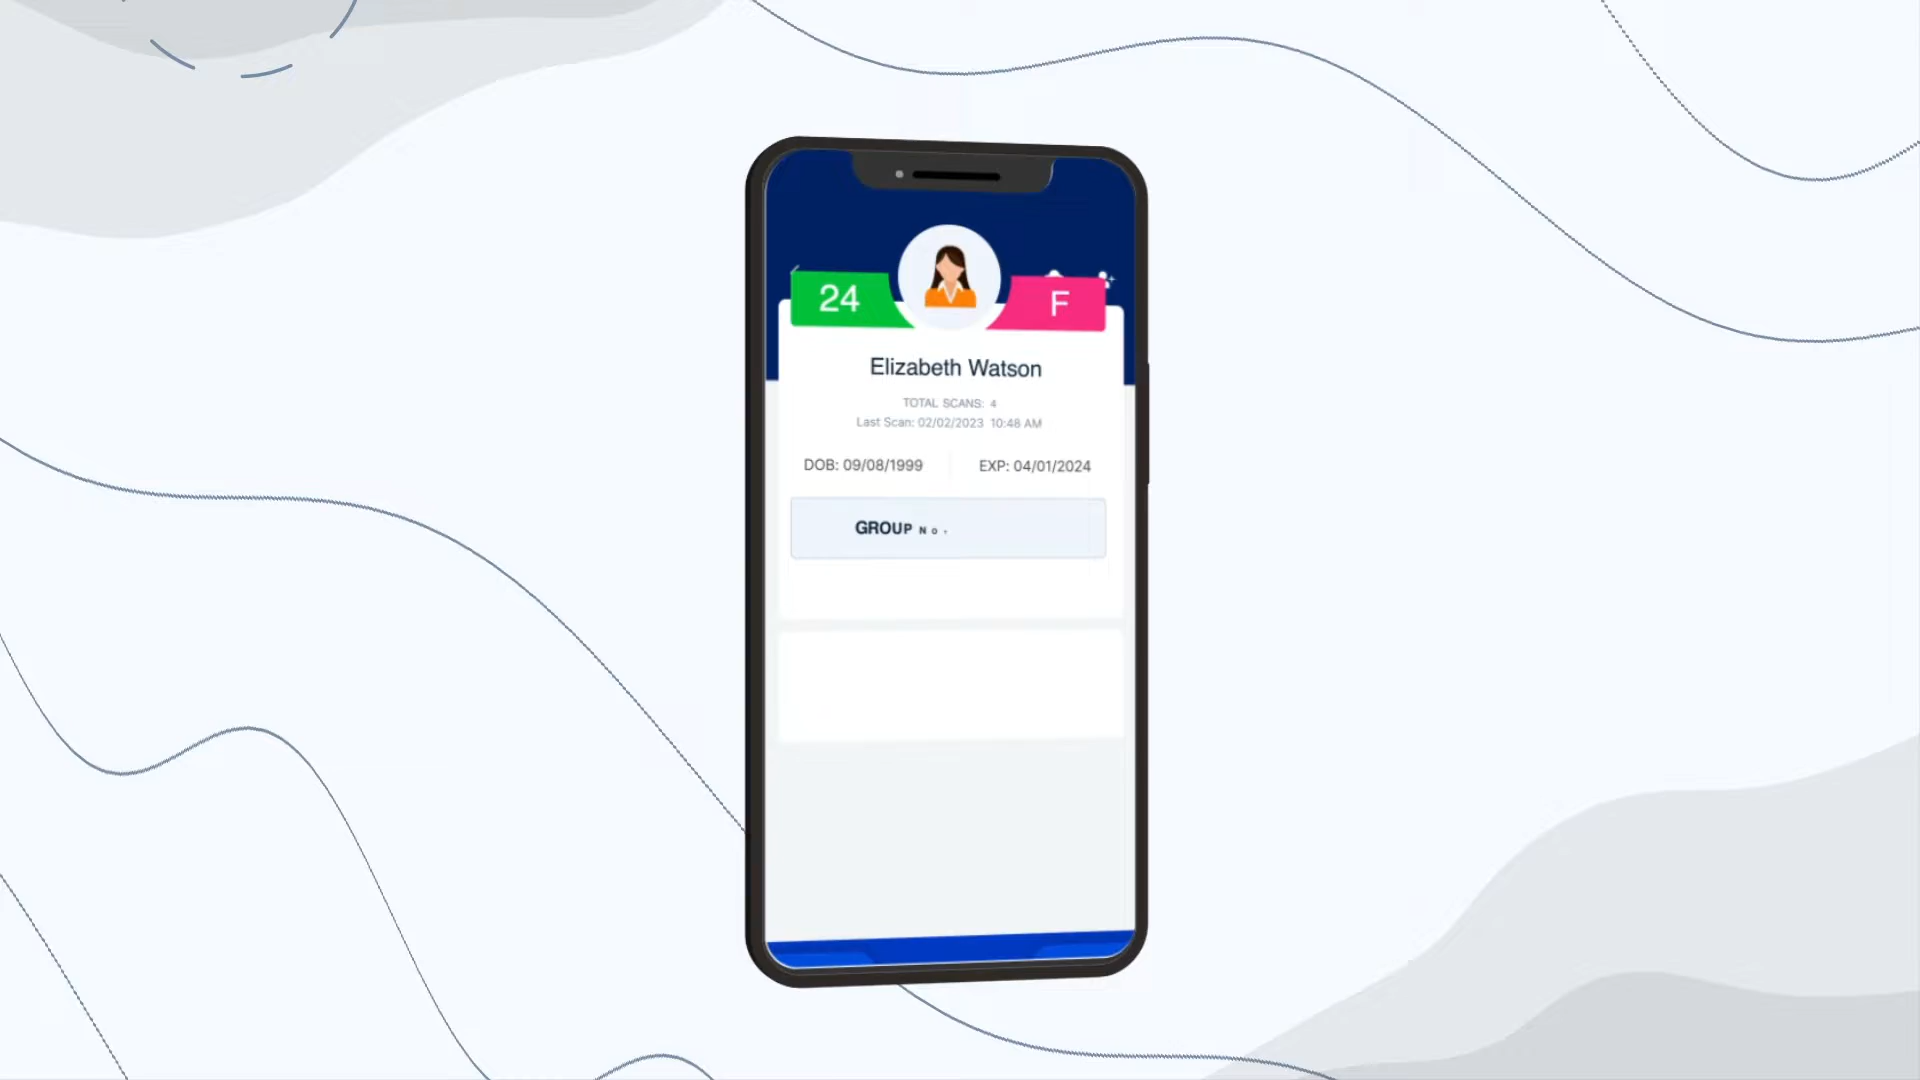 24
F
Elizabeth Watson
TOTAL SCANS: 4
Last Scan: 02/02/2023 10:48 AM
DOB: 09/08/1999
EXP: 04/01/2024
GROUP No.